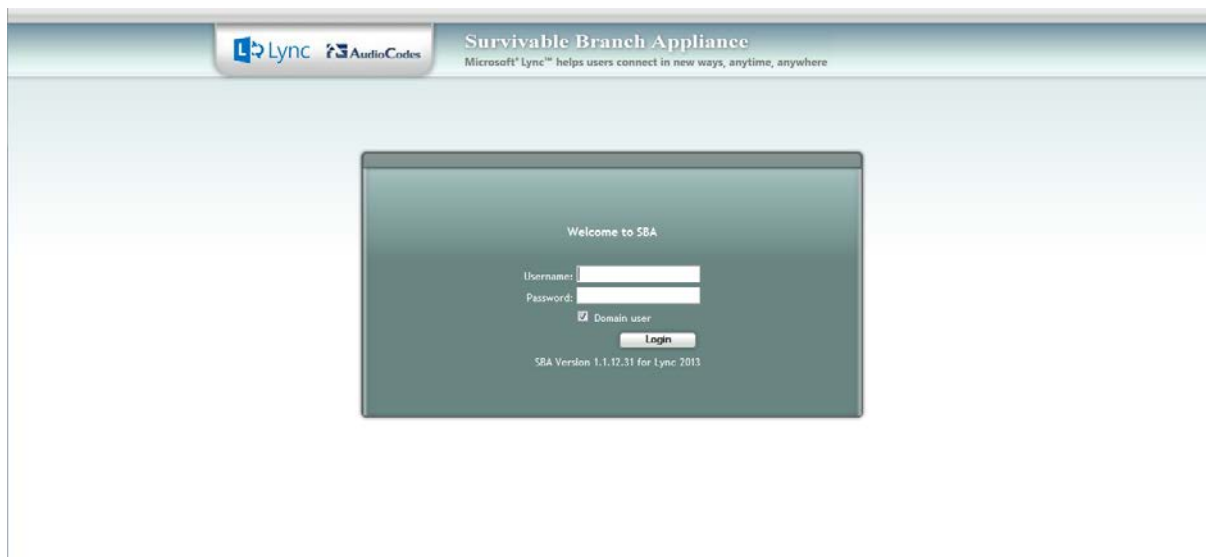 Lync AudioCodes
Survivable Branch Appliance
Microsoft® Lync™ helps users connect in new ways, anytime, anywhere
Welcome to SBA
Username:
Password:
Domain user
Login
SBA Version 1.1.12.31 for Lync 2013